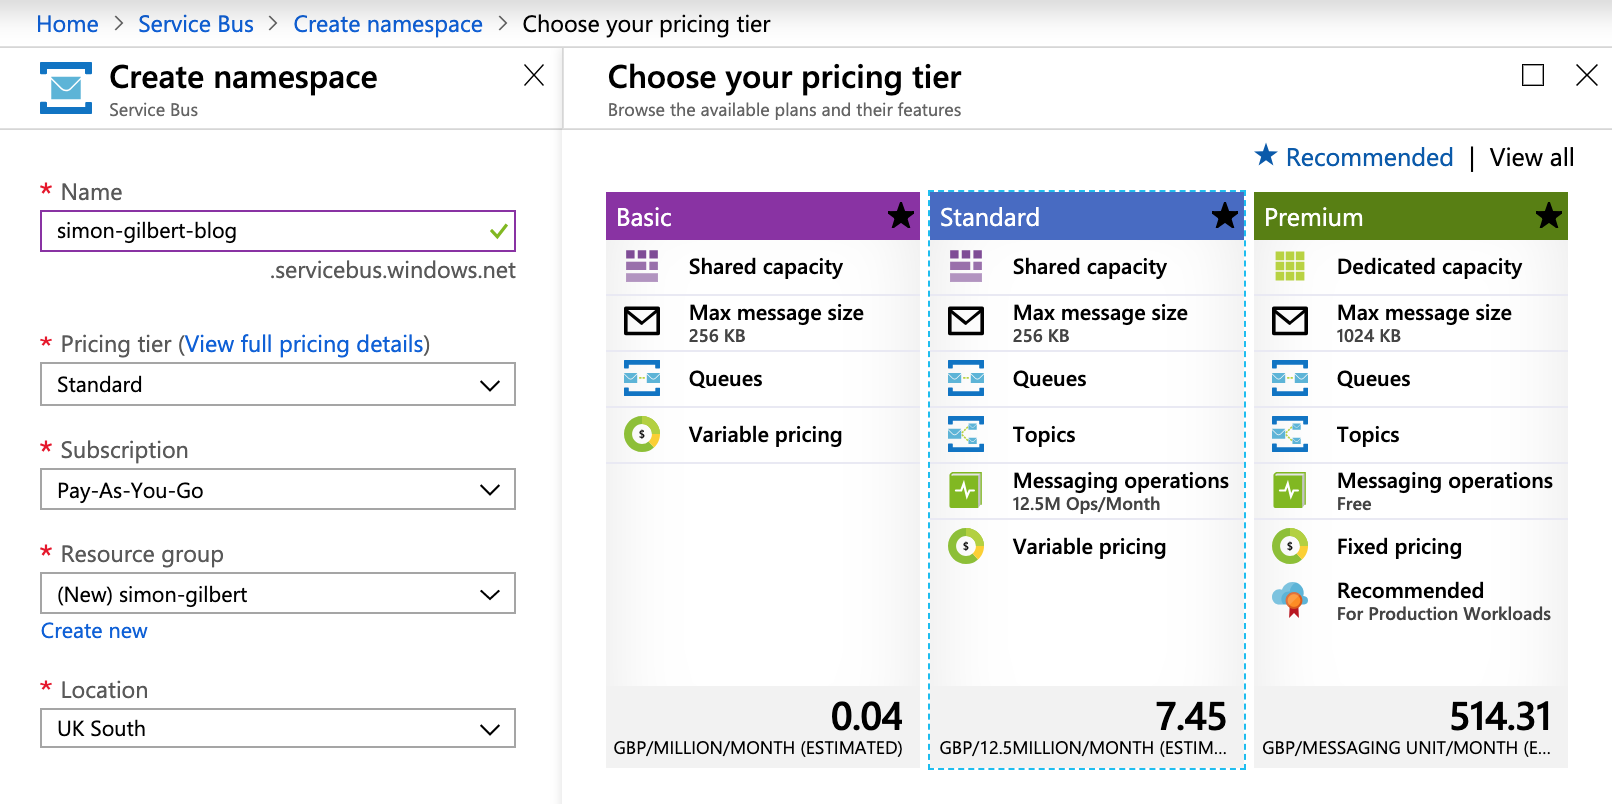 Home > Service Bus > Create namespace > Choose your pricing tier
Create namespace
Service Bus
* Name
simon-gilbert-blog
.servicebus.windows.net
* Pricing tier (View full pricing details)
Standard
* Subscription
Pay-As-You-Go
* Resource group
(New) simon-gilbert
Create new
* Location
UK South
Choose your pricing tier
Browse the available plans and their features
★ Recommended | View all
Basic
Shared capacity
Max message size
256 KB
Queues
Variable pricing
0.04
GBP/MILLION/MONTH (ESTIMATED)
Standard
Shared capacity
Max message size
256 KB
Queues
Topics
Messaging operations
12.5M Ops/Month
Variable pricing
7.45
GBP/12.5MILLION/MONTH (ESTIM...
Premium
Dedicated capacity
Max message size
1024 KB
Queues
Topics
Messaging operations
Free
Fixed pricing
Recommended
For Production Workloads
514.31
GBP/MESSAGING UNIT/MONTH (E...